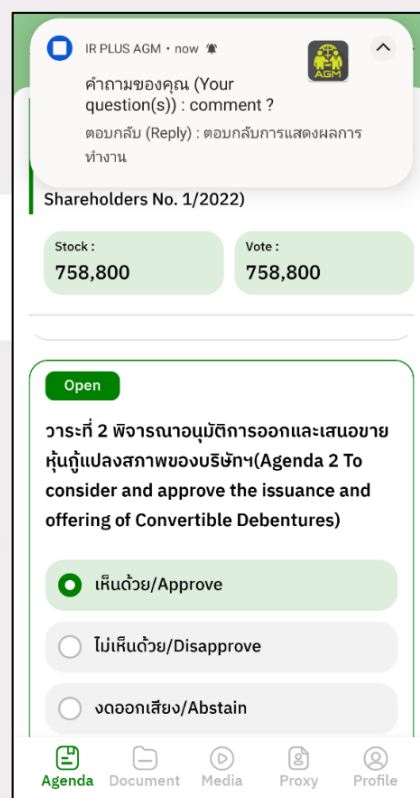 IR PLUS AGM • now
AGM
คำถามของคุณ (Your
question(s)) : comment ?
ตอบกลับ (Reply) : ตอบกลับการแสดงผลการ
ทำงาน
Shareholders No. 1/2022)
Stock :
Vote :
758,800
758,800
Open
วาระที่ 2 พิจารณาอนุมัติการออกและเสนอขาย
หุ้นกู้แปลงสภาพของบริษัทฯ(Agenda 2 To
consider and approve the issuance and
offering of Convertible Debentures)
เห็นด้วย/Approve
ไม่เห็นด้วย/Disapprove
งดออกเสียง/Abstain
Agenda Document Media Proxy Profile